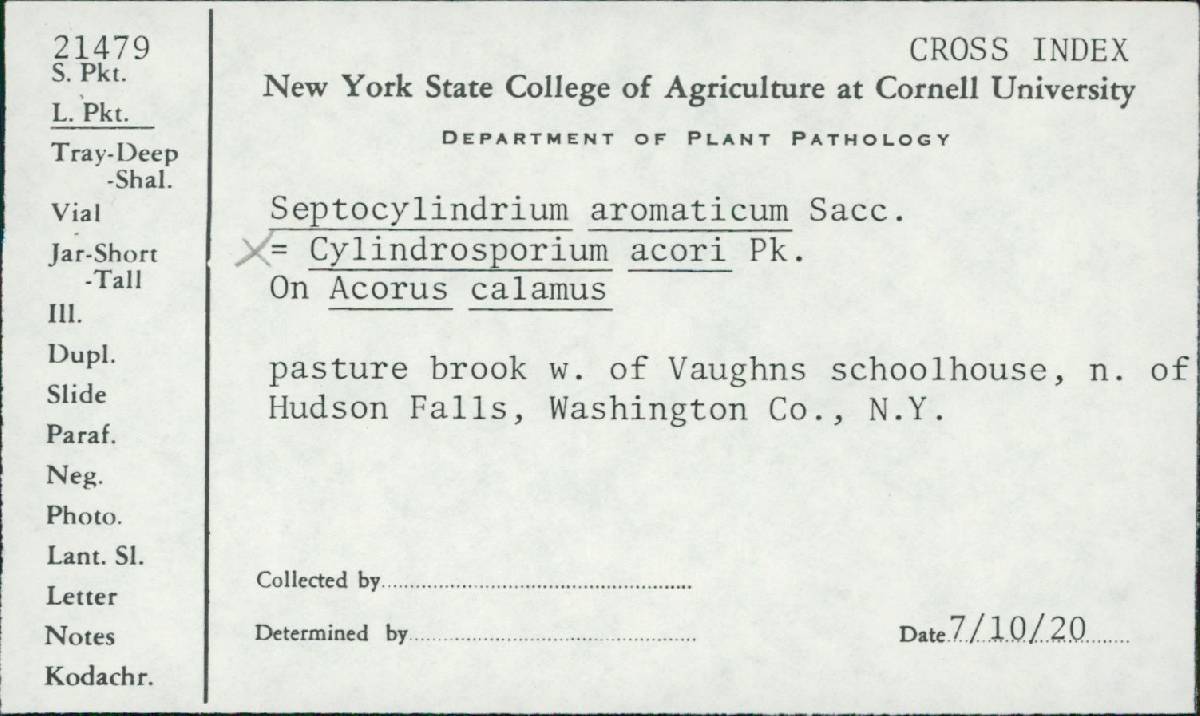 21479
S. Pkt.
L. Pkt.
Tray-Deep
-Shal.
Vial
Jar-Short
-Tall
Ill.
Dupl.
Slide
Paraf.
Neg.
Photo.
Lant. Sl.
Letter
Notes
Kodachr.
CROSS INDEX
New York State College of Agriculture at Cornell University
DEPARTMENT OF PLANT PATHOLOGY
Septocylindrium aromaticum Sacc.
X= Cylindrosporium acori Pk.
On Acorus calamus
pasture brook w. of Vaughns schoolhouse, n. of
Hudson Falls, Washington Co., N.Y.
Collected by
Determined by
Date 7/10/20